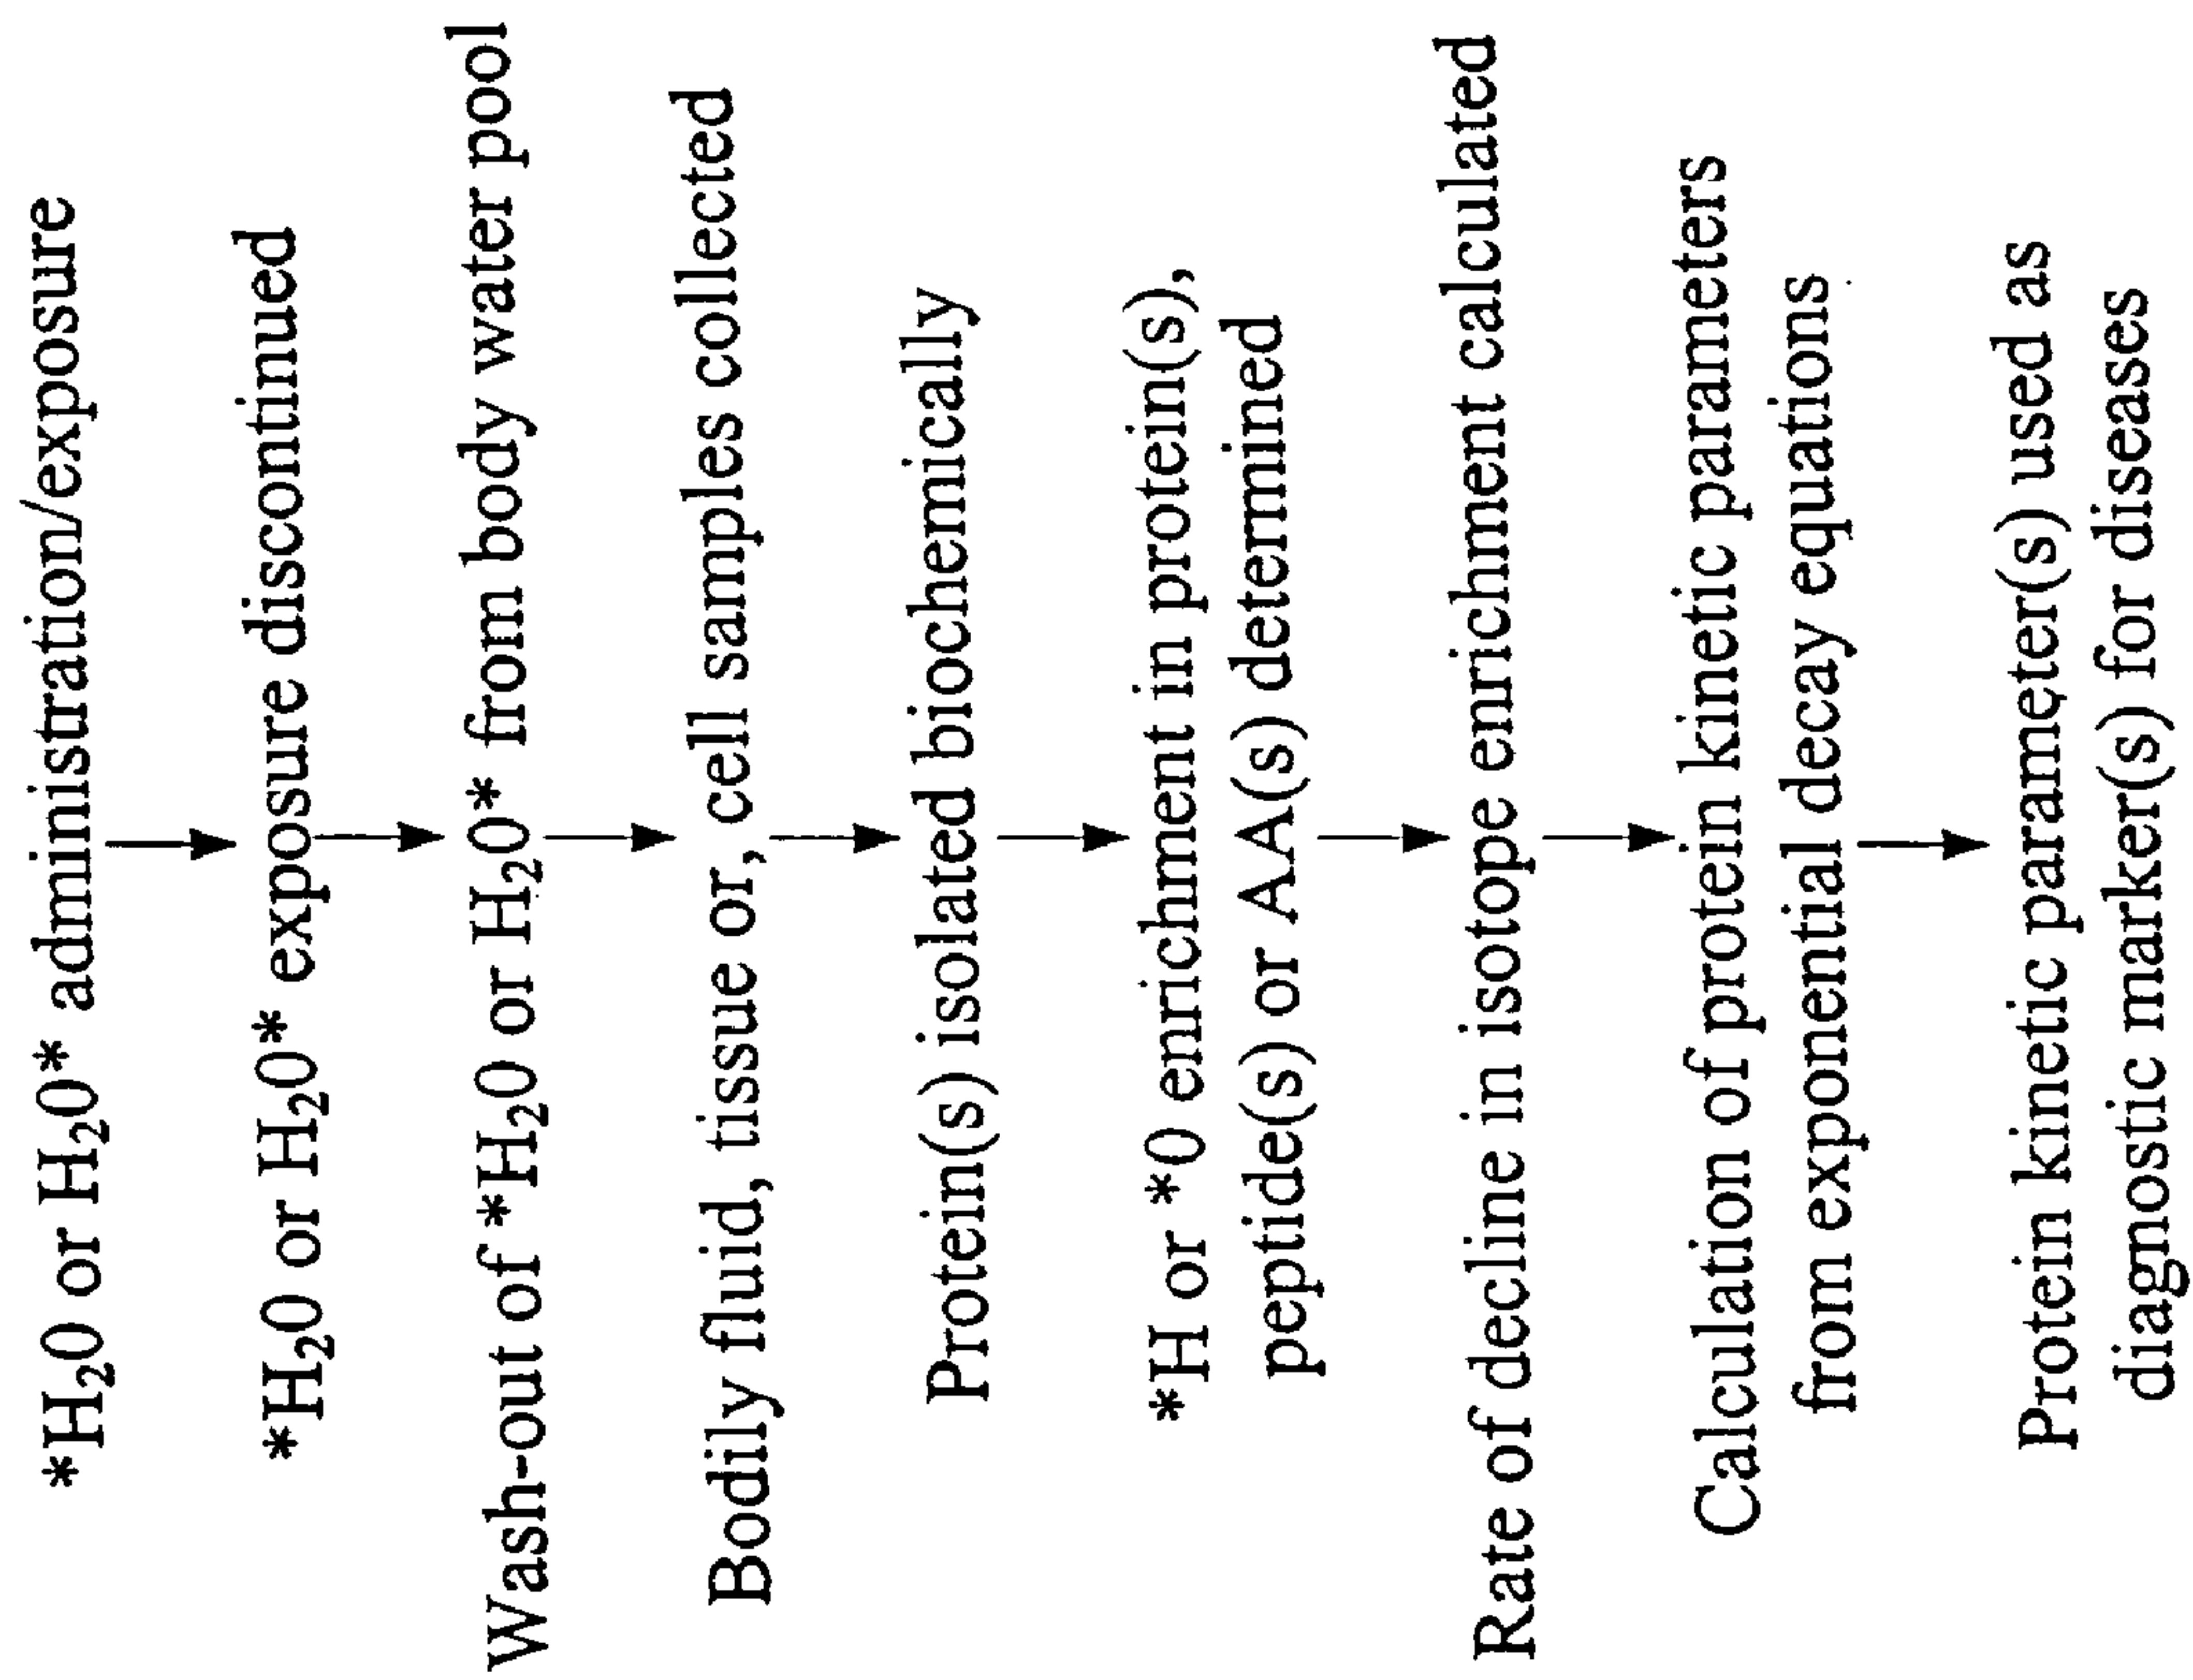 *H₂0 or H₂0* administration/exposure
*H₂0 or H₂0* exposure discontinued
Wash-out of *H₂0 or H₂0* from body water pool
Bodily fluid, tissue or, cell samples collected
Protein(s) isolated biochemically
*H or *0 enrichment in protein(s),
peptide(s) or AA(s) determined
Rate of decline in isotope enrichment calculated
Calculation of protein kinetic parameters
from exponential decay equations
Protein kinetic parameter(s) used as
diagnostic marker(s) for diseases